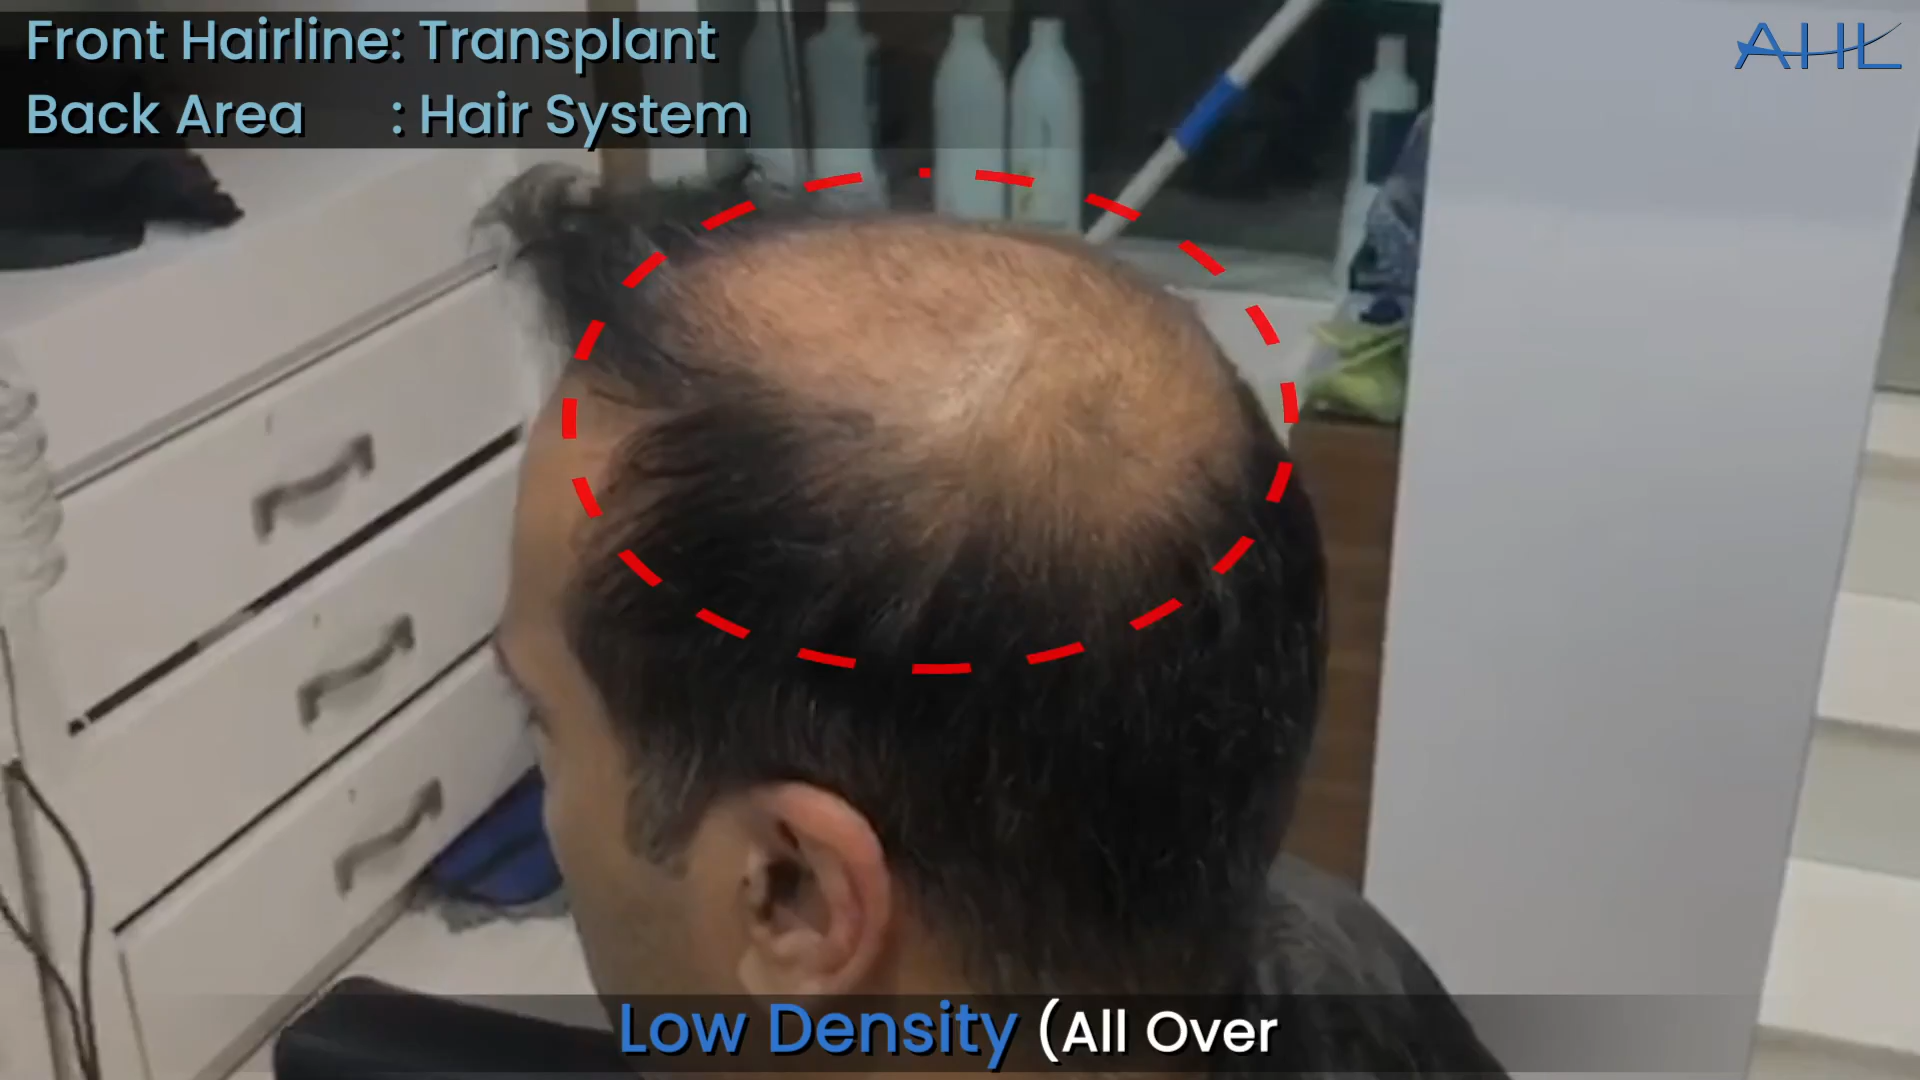 Front Hairline: Transplant
AHL
Back Area : Hair System
Low Density (All Over